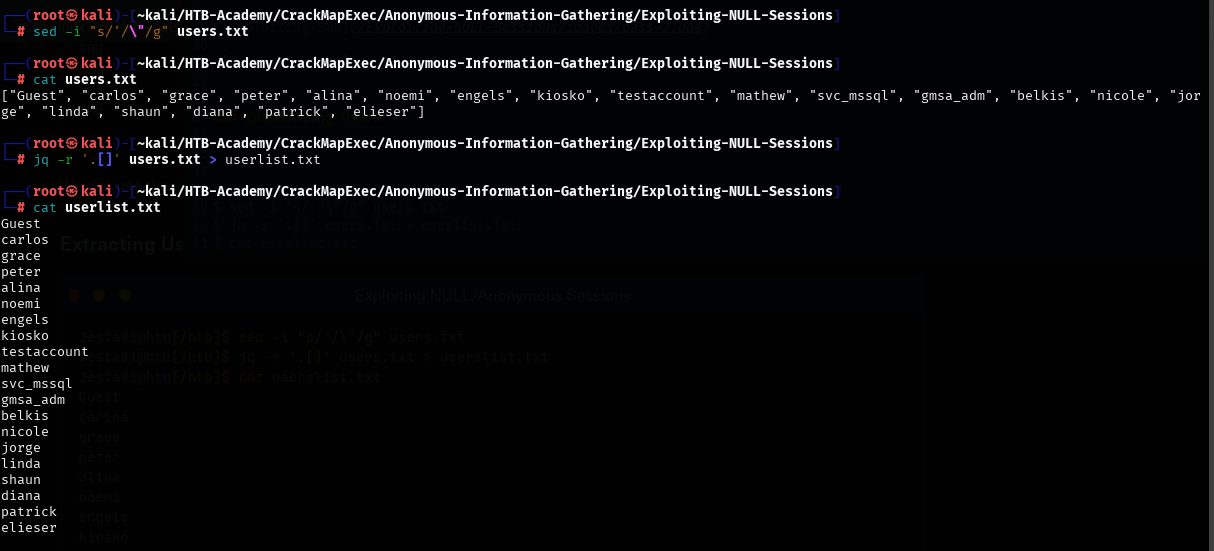 ┌──(root㉿kali)-[~kali/HTB-Academy/CrackMapExec/Anonymous-Information-Gathering/Exploiting-NULL-Sessions]
└─# sed -i "s/'/\"/g" users.txt
┌──(root㉿kali)-[~kali/HTB-Academy/CrackMapExec/Anonymous-Information-Gathering/Exploiting-NULL-Sessions]
└─# cat users.txt
["Guest", "carlos", "grace", "peter", "alina", "noemi", "engels", "kiosko", "testaccount", "mathew", "svc_mssql", "gmsa_adm", "belkis", "nicole", "jor
ge", "linda", "shaun", "diana", "patrick", "elieser"]
┌──(root㉿kali)-[~kali/HTB-Academy/CrackMapExec/Anonymous-Information-Gathering/Exploiting-NULL-Sessions]
└─# jq -r '.[]' users.txt > userlist.txt
┌──(root㉿kali)-[~kali/HTB-Academy/CrackMapExec/Anonymous-Information-Gathering/Exploiting-NULL-Sessions]
└─# cat userlist.txt
Guest
carlos
grace
peter
alina
noemi
engels
kiosko
testaccount
mathew
svc_mssql
gmsa_adm
belkis
nicole
jorge
linda
shaun
diana
patrick
elieser
Extracting Us
Exploiting NULL/Anonymous Sessions
sed -i "s/'/\"/g" users.txt
jq -r '.[]' users.txt > userslist.txt
cat userslist.txt
Guest
carlos
grace
peter
alina
noemi
engels
kiosko